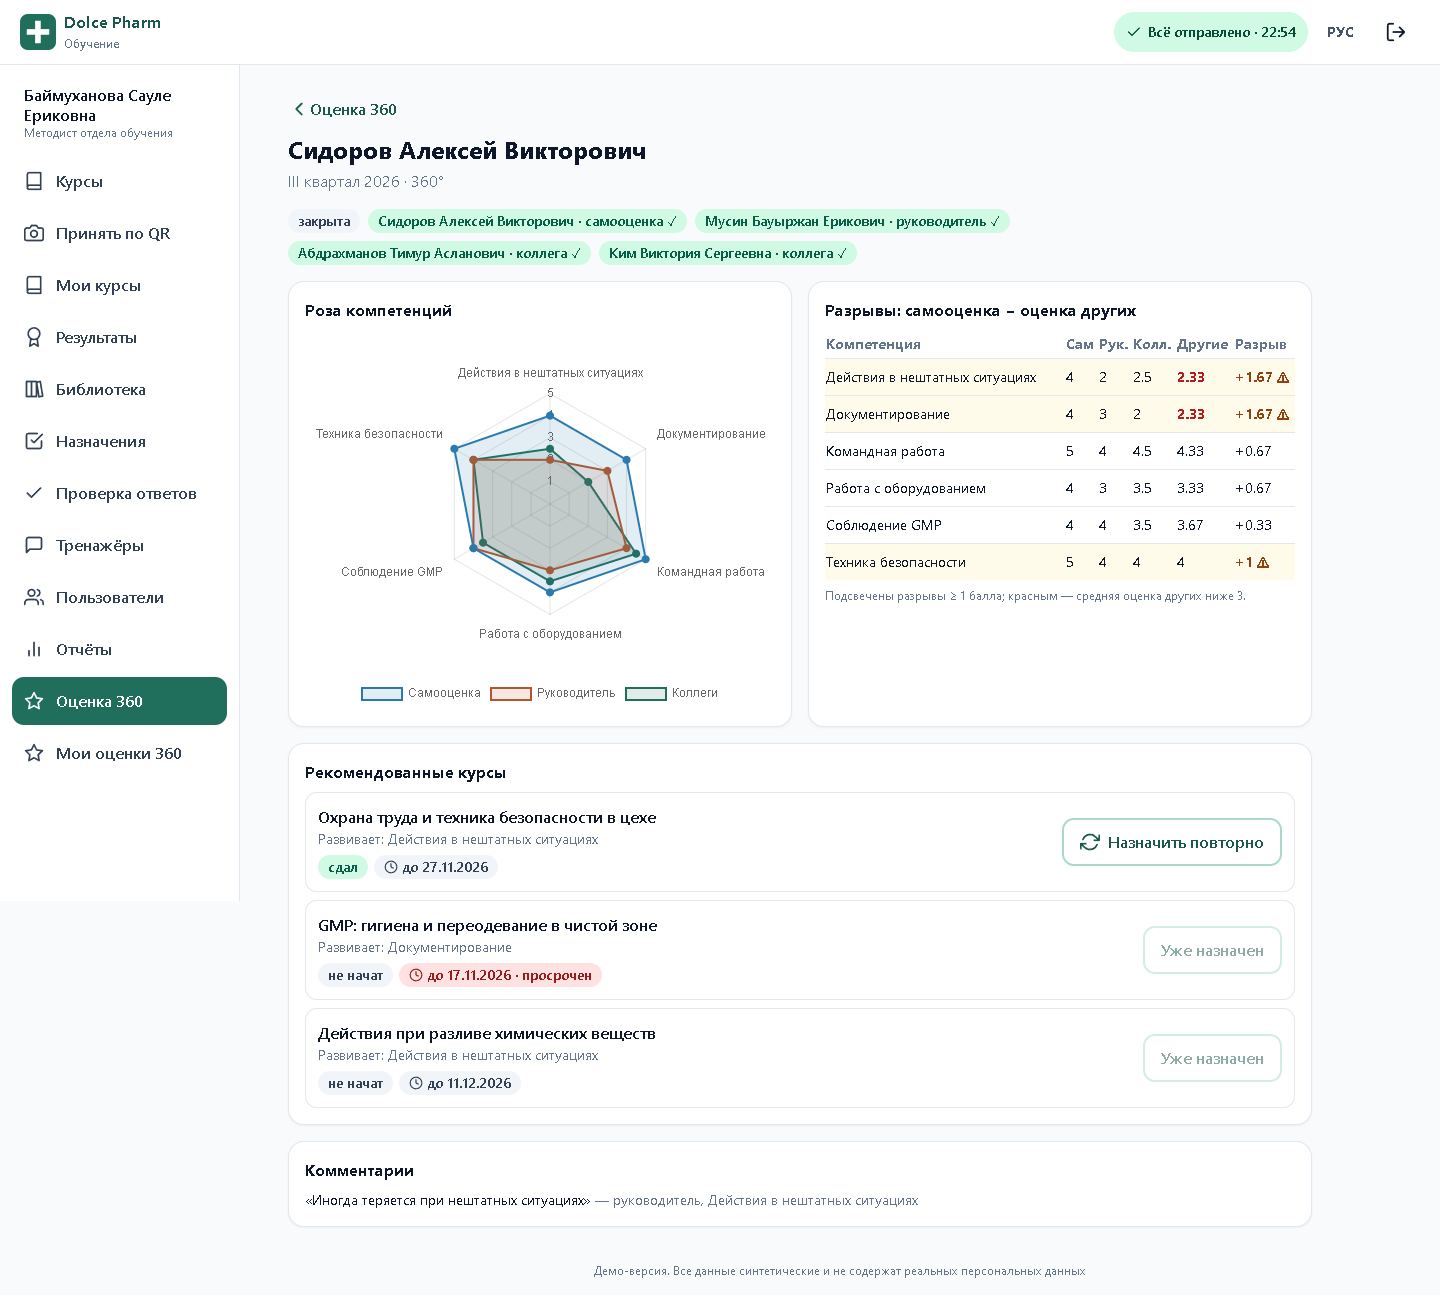 Dolce Pharm
Обучение
Всё отправлено · 22:54
РУС
Баймуханова Сауле
Ериковна
Методист отдела обучения
Курсы
Принять по QR
Мои курсы
Результаты
Библиотека
Назначения
Проверка ответов
Тренажёры
Пользователи
Отчёты
Оценка 360
Мои оценки 360
Оценка 360
Сидоров Алексей Викторович
III квартал 2026 · 360°
закрыта
Сидоров Алексей Викторович · самооценка ✓
Мусин Бауыржан Ерикович · руководитель ✓
Абдрахманов Тимур Асланович · коллега ✓
Ким Виктория Сергеевна · коллега ✓
Роза компетенций
Действия в нештатных ситуациях
5
Техника безопасности
3
Документирование
1
Соблюдение GMP
Командная работа
Работа с оборудованием
Самооценка Руководитель Коллеги
Разрывы: самооценка – оценка других
Компетенция Сам Рук. Колл. Другие Разрыв
Действия в нештатных ситуациях 4 2 2.5 2.33 +1.67 ⚠
Документирование 4 3 2 2.33 +1.67 ⚠
Командная работа 5 4 4.5 4.33 +0.67
Работа с оборудованием 4 3 3.5 3.33 +0.67
Соблюдение GMP 4 4 3.5 3.67 +0.33
Техника безопасности 5 4 4 4 +1 ⚠
Подсвечены разрывы ≥ 1 балла; красным — средняя оценка других ниже 3.
Рекомендованные курсы
Охрана труда и техника безопасности в цехе
Развивает: Действия в нештатных ситуациях
сдал
до 27.11.2026
Назначить повторно
GMP: гигиена и переодевание в чистой зоне
Развивает: Документирование
не начат
до 17.11.2026 · просрочен
Уже назначен
Действия при разливе химических веществ
Развивает: Действия в нештатных ситуациях
не начат
до 11.12.2026
Уже назначен
Комментарии
«Иногда теряется при нештатных ситуациях» — руководитель, Действия в нештатных ситуациях
Демо-версия. Все данные синтетические и не содержат реальных персональных данных